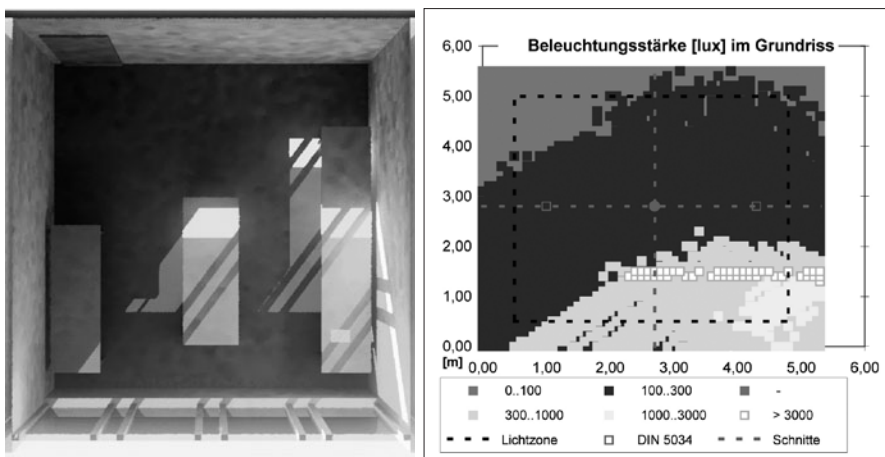 Beleuchtungsstärke [lux] im Grundriss
6,00
5,00
4,00
3,00
2,00
1,00
0,00
[m]
0,00 1,00 2,00 3,00 4,00 5,00 6,00
0..100 100..300 -
300..1000 1000..3000 > 3000
Lichtzone DIN 5034 Schnitte